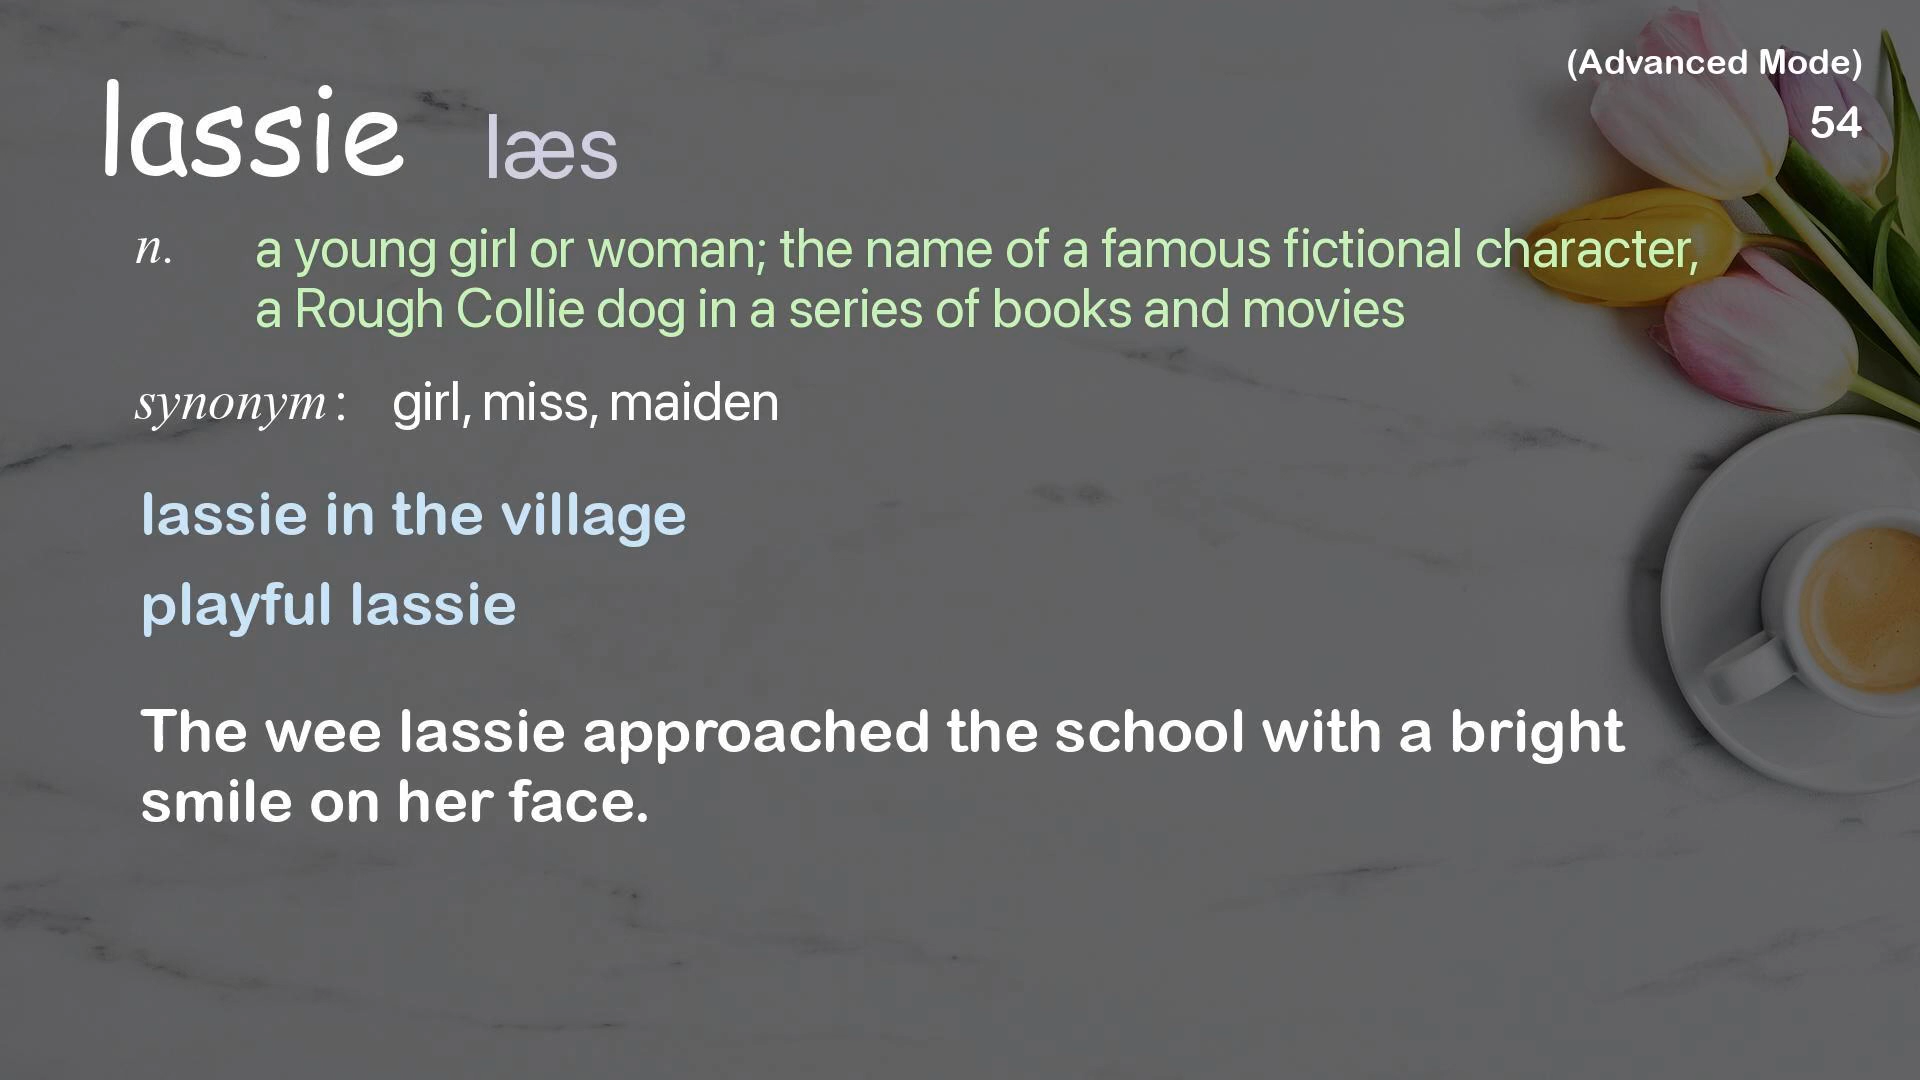 (Advanced Mode)
54
lassie læs
n. a young girl or woman; the name of a famous fictional character,
a Rough Collie dog in a series of books and movies
synonym: girl, miss, maiden
lassie in the village
playful lassie
The wee lassie approached the school with a bright
smile on her face.